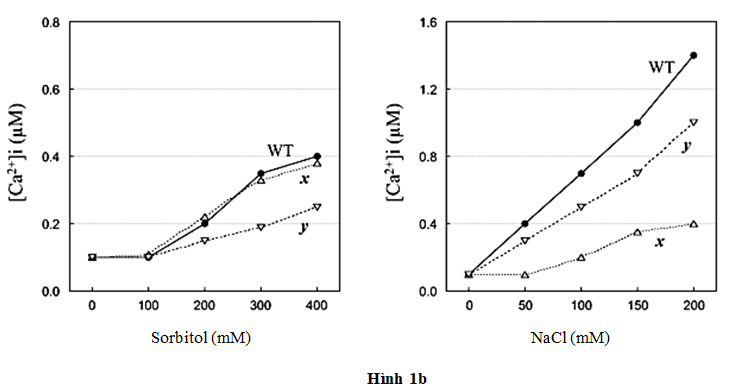 0.8
0.6
0.4
0.2
0.0
[Ca²⁺]i (μM)
WT
x
y
0 100 200 300 400
Sorbitol (mM)
1.6
1.2
0.8
0.4
0.0
[Ca²⁺]i (μM)
WT
y
x
0 50 100 150 200
NaCl (mM)
Hình 1b